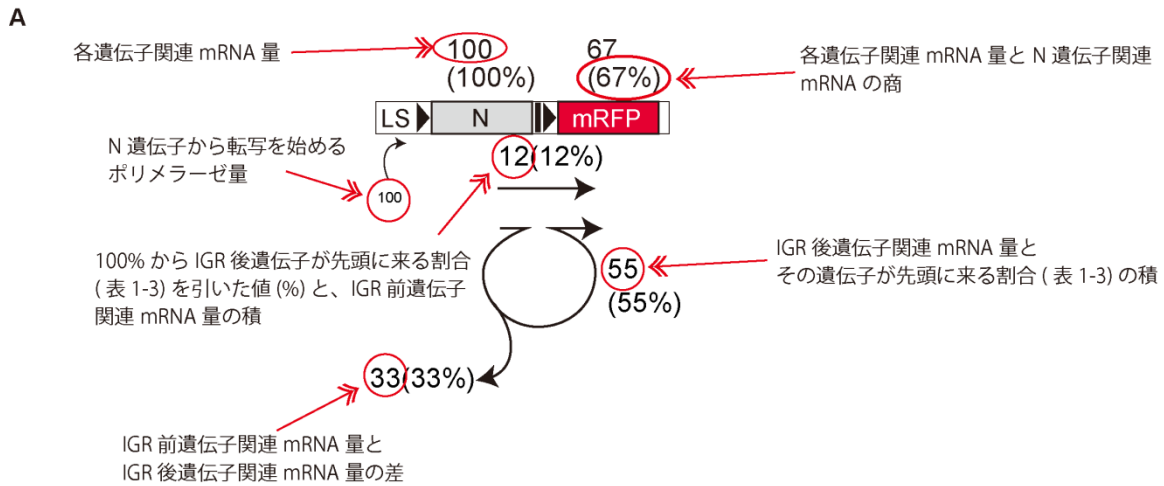 A
各遺伝子関連 mRNA 量
100
(100%)
67
(67%)
各遺伝子関連 mRNA 量と N 遺伝子関連
mRNA の商
LS
N
mRFP
N 遺伝子から転写を始める
ポリメラーゼ量
100
12(12%)
100% から IGR 後遺伝子が先頭に来る割合
( 表 1-3) を引いた値 (%) と、IGR 前遺伝子
関連 mRNA 量の積
55
(55%)
IGR 後遺伝子関連 mRNA 量と
その遺伝子が先頭に来る割合 ( 表 1-3) の積
33(33%)
IGR 前遺伝子関連 mRNA 量と
IGR 後遺伝子関連 mRNA 量の差